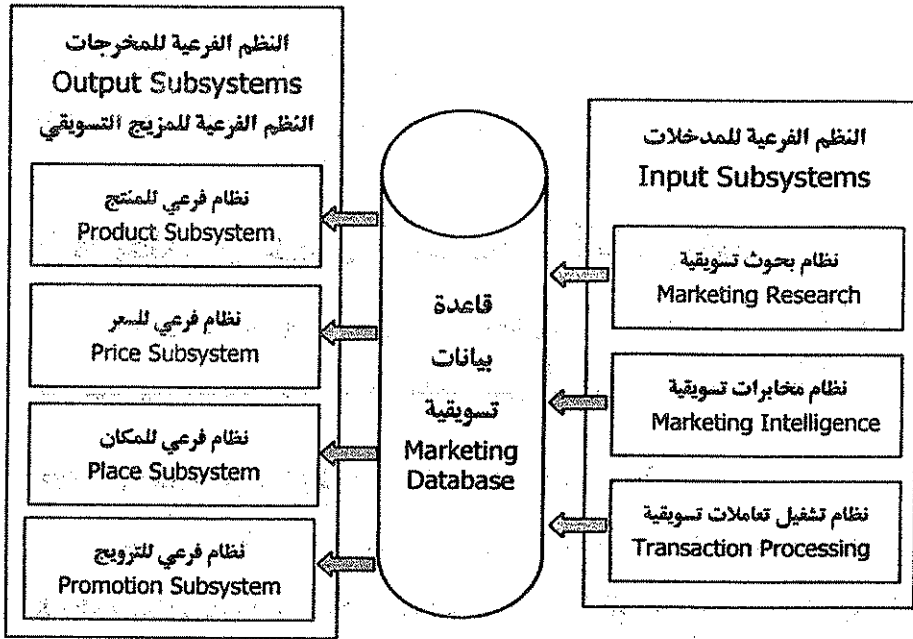 النظم الفرعية للمدخلات
Input Subsystems
نظام بحوث تسويقية
Marketing Research
نظام مخابرات تسويقية
Marketing Intelligence
نظام تشغيل تعاملات تسويقية
Transaction Processing
قاعدة
بيانات
تسويقية
Marketing
Database
النظم الفرعية للمخرجات
Output Subsystems
النظم الفرعية للمزيج التسويقي
نظام فرعي للمنتج
Product Subsystem
نظام فرعي للسعر
Price Subsystem
نظام فرعي للمكان
Place Subsystem
نظام فرعي للترويج
Promotion Subsystem